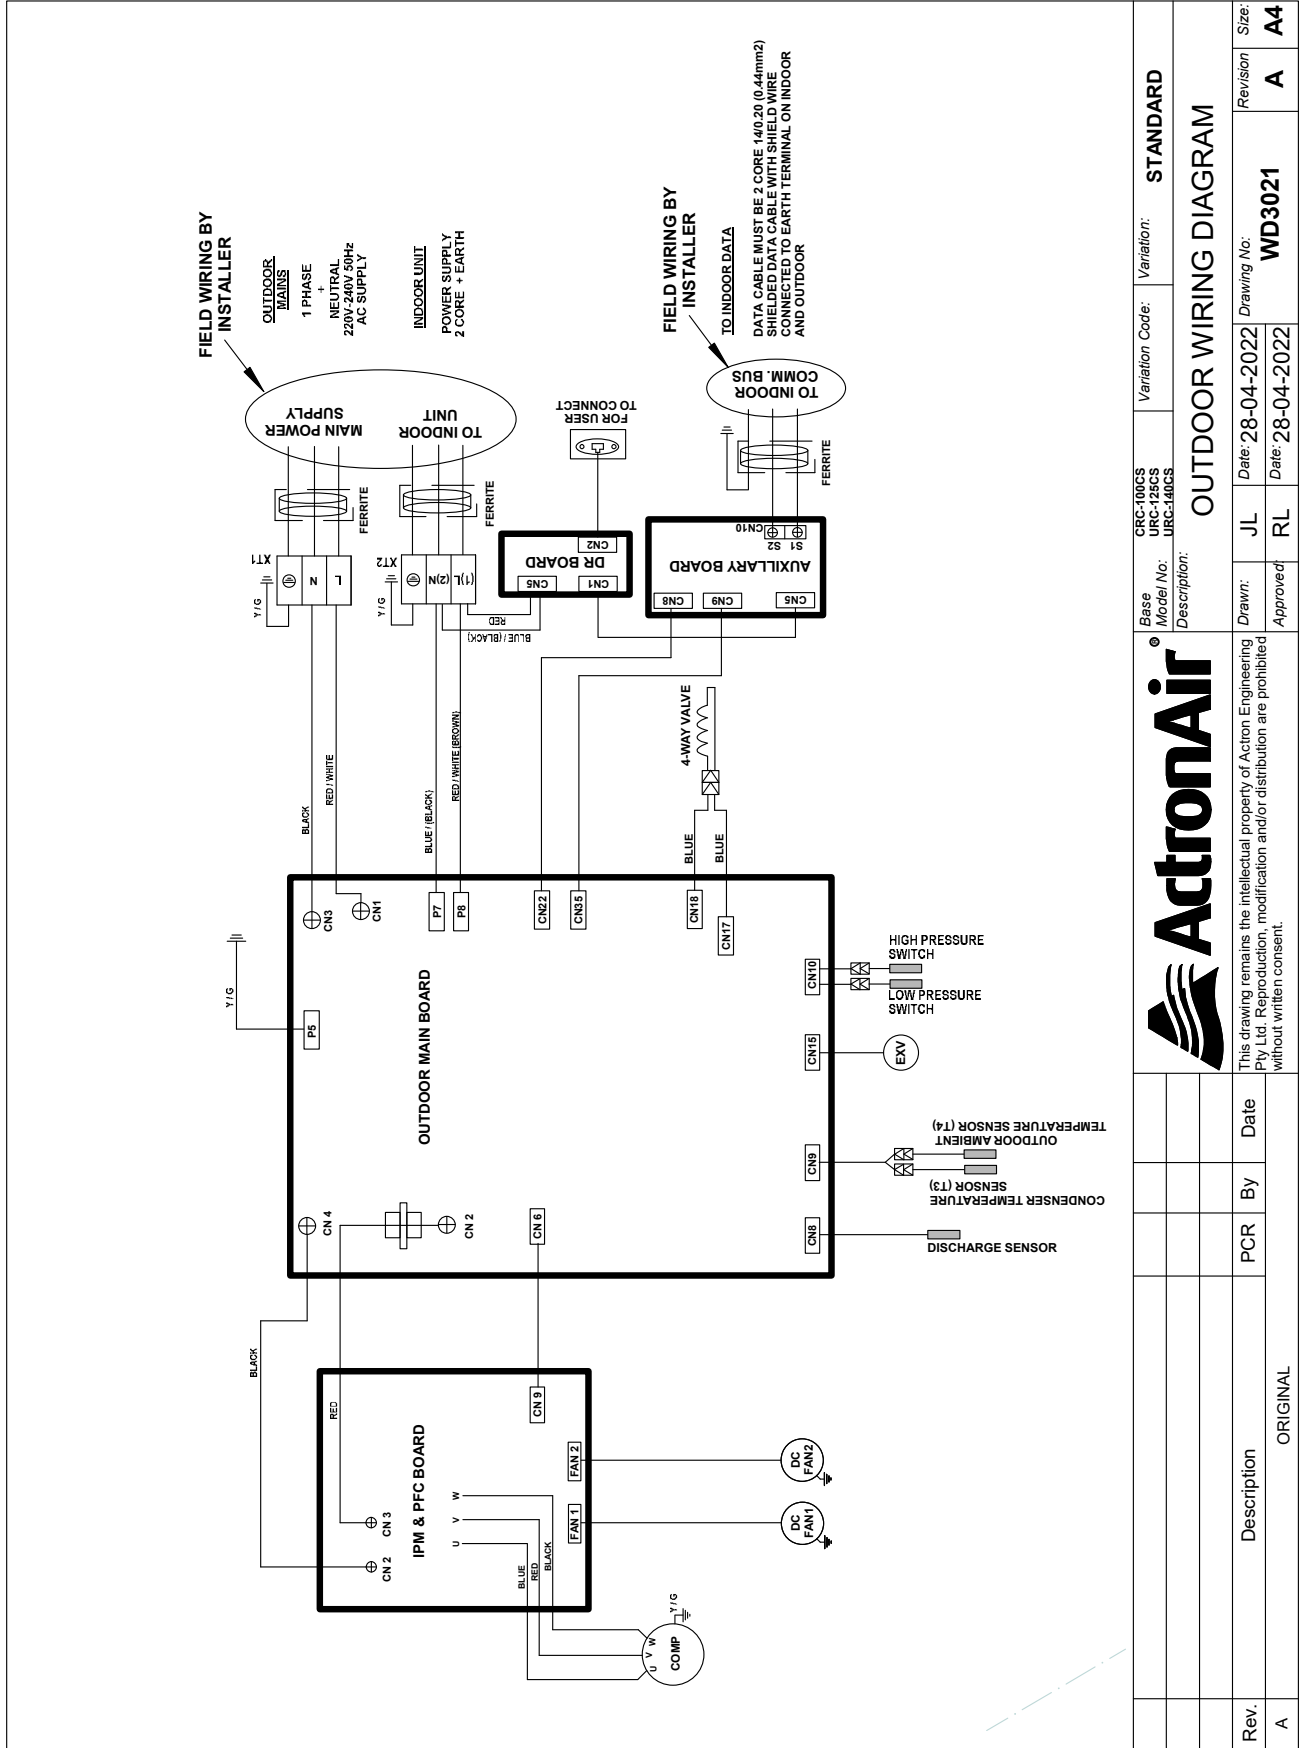 FIELD WIRING BY
INSTALLER
OUTDOOR
MAINS
1 PHASE
+
NEUTRAL
220V-240V 50Hz
AC SUPPLY
INDOOR UNIT
POWER SUPPLY
2 CORE + EARTH
FIELD WIRING BY
INSTALLER
TO INDOOR DATA
DATA CABLE MUST BE 2 CORE 14/0.20 (0.44mm2)
SHIELDED DATA CABLE WITH SHIELD WIRE
CONNECTED TO EARTH TERMINAL ON INDOOR
AND OUTDOOR
MAIN POWER
SUPPLY
TO INDOOR
UNIT
FOR USER
TO CONNECT
TO INDOOR
COMM. BUS
FERRITE
FERRITE
FERRITE
XT1
N
L
Y / G
XT2
(2)N
(1)L
Y / G
DR BOARD
CN2
CN5
CN1
RED
BLUE / (BLACK)
AUXILLARY BOARD
CN10
S2
S1
CN8
CN9
CN5
BLACK
RED / WHITE
BLUE / (BLACK)
RED / WHITE (BROWN)
4-WAY VALVE
BLUE
BLUE
OUTDOOR MAIN BOARD
CN3
CN1
P7
P8
CN22
CN35
CN18
CN17
Y / G
P5
CN10
HIGH PRESSURE
SWITCH
LOW PRESSURE
SWITCH
CN15
EXV
CN9
OUTDOOR AMBIENT
TEMPERATURE SENSOR (T4)
CONDENSER TEMPERATURE
SENSOR (T3)
CN8
DISCHARGE SENSOR
CN 4
CN 2
CN 6
BLACK
RED
IPM & PFC BOARD
CN 9
CN 3
CN 2
U
V
W
FAN 2
FAN 1
DC
FAN2
DC
FAN1
BLUE
RED
BLACK
U
V
W
COMP
Y / G
Rev.
Description
PCR
By
Date
A
ORIGINAL
ActronAir®
This drawing remains the intellectual property of Actron Engineering
Pty Ltd. Reproduction, modification and/or distribution are prohibited
without written consent.
Base
Model No:
CRC-100CS
URC-125CS
URC-140CS
Variation Code:
Variation:
STANDARD
Description:
OUTDOOR WIRING DIAGRAM
Drawn: JL
Date: 28-04-2022
Approved: RL
Date: 28-04-2022
Drawing No:
WD3021
Revision
A
Size:
A4